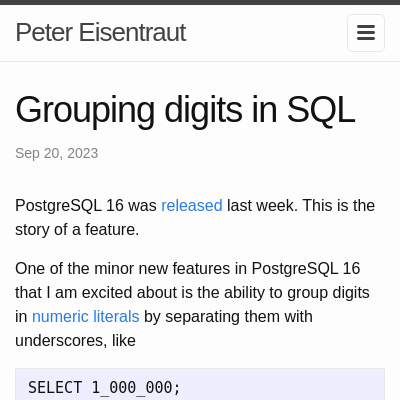 Peter Eisentraut
Grouping digits in SQL
Sep 20, 2023
PostgreSQL 16 was released last week. This is the
story of a feature.
One of the minor new features in PostgreSQL 16
that I am excited about is the ability to group digits
in numeric literals by separating them with
underscores, like
SELECT 1_000_000;